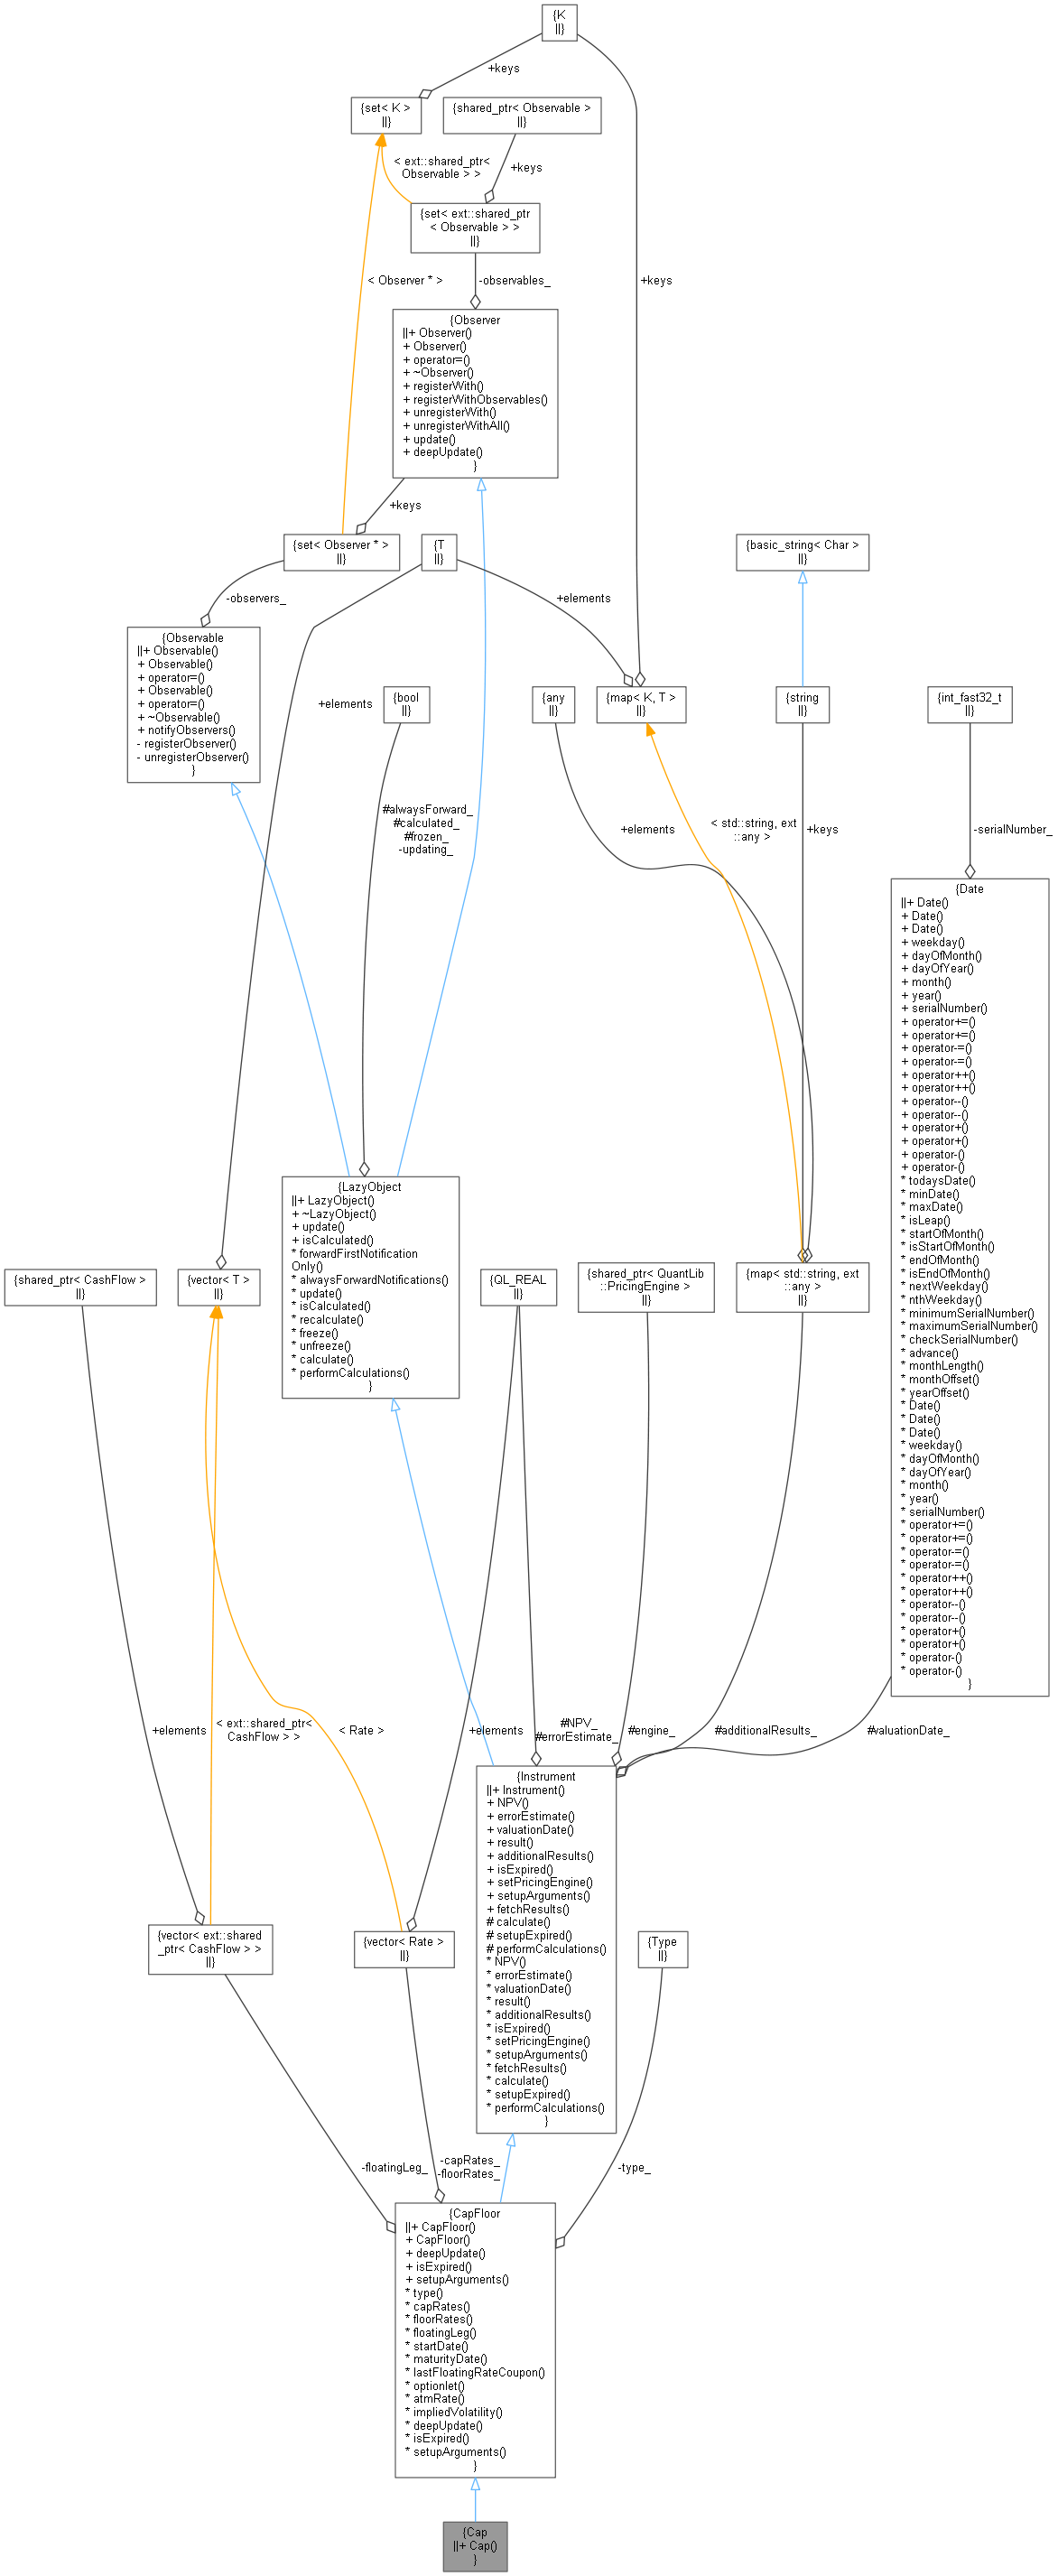 {K
||}
+keys
{set< K >
||}
{shared_ptr< Observable >
||}
< ext::shared_ptr<
Observable > >
+keys
{set< ext::shared_ptr
< Observable > >
||}
< Observer * >
-observables_
+keys
{Observer
||+ Observer()
+ Observer()
+ operator=()
+ ~Observer()
+ registerWith()
+ registerWithObservables()
+ unregisterWith()
+ unregisterWithAll()
+ update()
+ deepUpdate()
}
+keys
{set< Observer * >
||}
{T
||}
{basic_string< Char >
||}
-observers_
+elements
{Observable
||+ Observable()
+ Observable()
+ operator=()
+ Observable()
+ operator=()
+ ~Observable()
+ notifyObservers()
- registerObserver()
- unregisterObserver()
}
+elements
{bool
||}
{any
||}
{map< K, T >
||}
{string
||}
{int_fast32_t
||}
#alwaysForward_
#calculated_
#frozen_
-updating_
+elements
< std::string, ext
::any >
+keys
-serialNumber_
{Date
||+ Date()
+ Date()
+ Date()
+ weekday()
+ dayOfMonth()
+ dayOfYear()
+ month()
+ year()
+ serialNumber()
+ operator+=()
+ operator+=()
+ operator-=()
+ operator-=()
+ operator++()
+ operator++()
+ operator--()
+ operator--()
+ operator+()
+ operator+()
+ operator-()
+ operator-()
* todaysDate()
* minDate()
* maxDate()
* isLeap()
* startOfMonth()
* isStartOfMonth()
* endOfMonth()
* isEndOfMonth()
* nextWeekday()
* nthWeekday()
* minimumSerialNumber()
* maximumSerialNumber()
* checkSerialNumber()
* advance()
* monthLength()
* monthOffset()
* yearOffset()
* Date()
* Date()
* Date()
* weekday()
* dayOfMonth()
* dayOfYear()
* month()
* year()
* serialNumber()
* operator+=()
* operator+=()
* operator-=()
* operator-=()
* operator++()
* operator++()
* operator--()
* operator--()
* operator+()
* operator+()
* operator-()
* operator-()
}
{LazyObject
||+ LazyObject()
+ ~LazyObject()
+ update()
+ isCalculated()
* forwardFirstNotification
Only()
* alwaysForwardNotifications()
* update()
* isCalculated()
* recalculate()
* freeze()
* unfreeze()
* calculate()
* performCalculations()
}
{shared_ptr< CashFlow >
||}
{vector< T >
||}
{QL_REAL
||}
{shared_ptr< QuantLib
::PricingEngine >
||}
{map< std::string, ext
::any >
||}
+elements
< ext::shared_ptr<
CashFlow > >
< Rate >
+elements
#NPV_
#errorEstimate_
#engine_
#additionalResults_
#valuationDate_
{Instrument
||+ Instrument()
+ NPV()
+ errorEstimate()
+ valuationDate()
+ result()
+ additionalResults()
+ isExpired()
+ setPricingEngine()
+ setupArguments()
+ fetchResults()
# calculate()
# setupExpired()
# performCalculations()
* NPV()
* errorEstimate()
* valuationDate()
* result()
* additionalResults()
* isExpired()
* setPricingEngine()
* setupArguments()
* fetchResults()
* calculate()
* setupExpired()
* performCalculations()
}
{vector< ext::shared
_ptr< CashFlow > >
||}
{vector< Rate >
||}
{Type
||}
-floatingLeg_
-capRates_
-floorRates_
-type_
{CapFloor
||+ CapFloor()
+ CapFloor()
+ deepUpdate()
+ isExpired()
+ setupArguments()
* type()
* capRates()
* floorRates()
* floatingLeg()
* startDate()
* maturityDate()
* lastFloatingRateCoupon()
* optionlet()
* atmRate()
* impliedVolatility()
* deepUpdate()
* isExpired()
* setupArguments()
}
{Cap
||+ Cap()
}